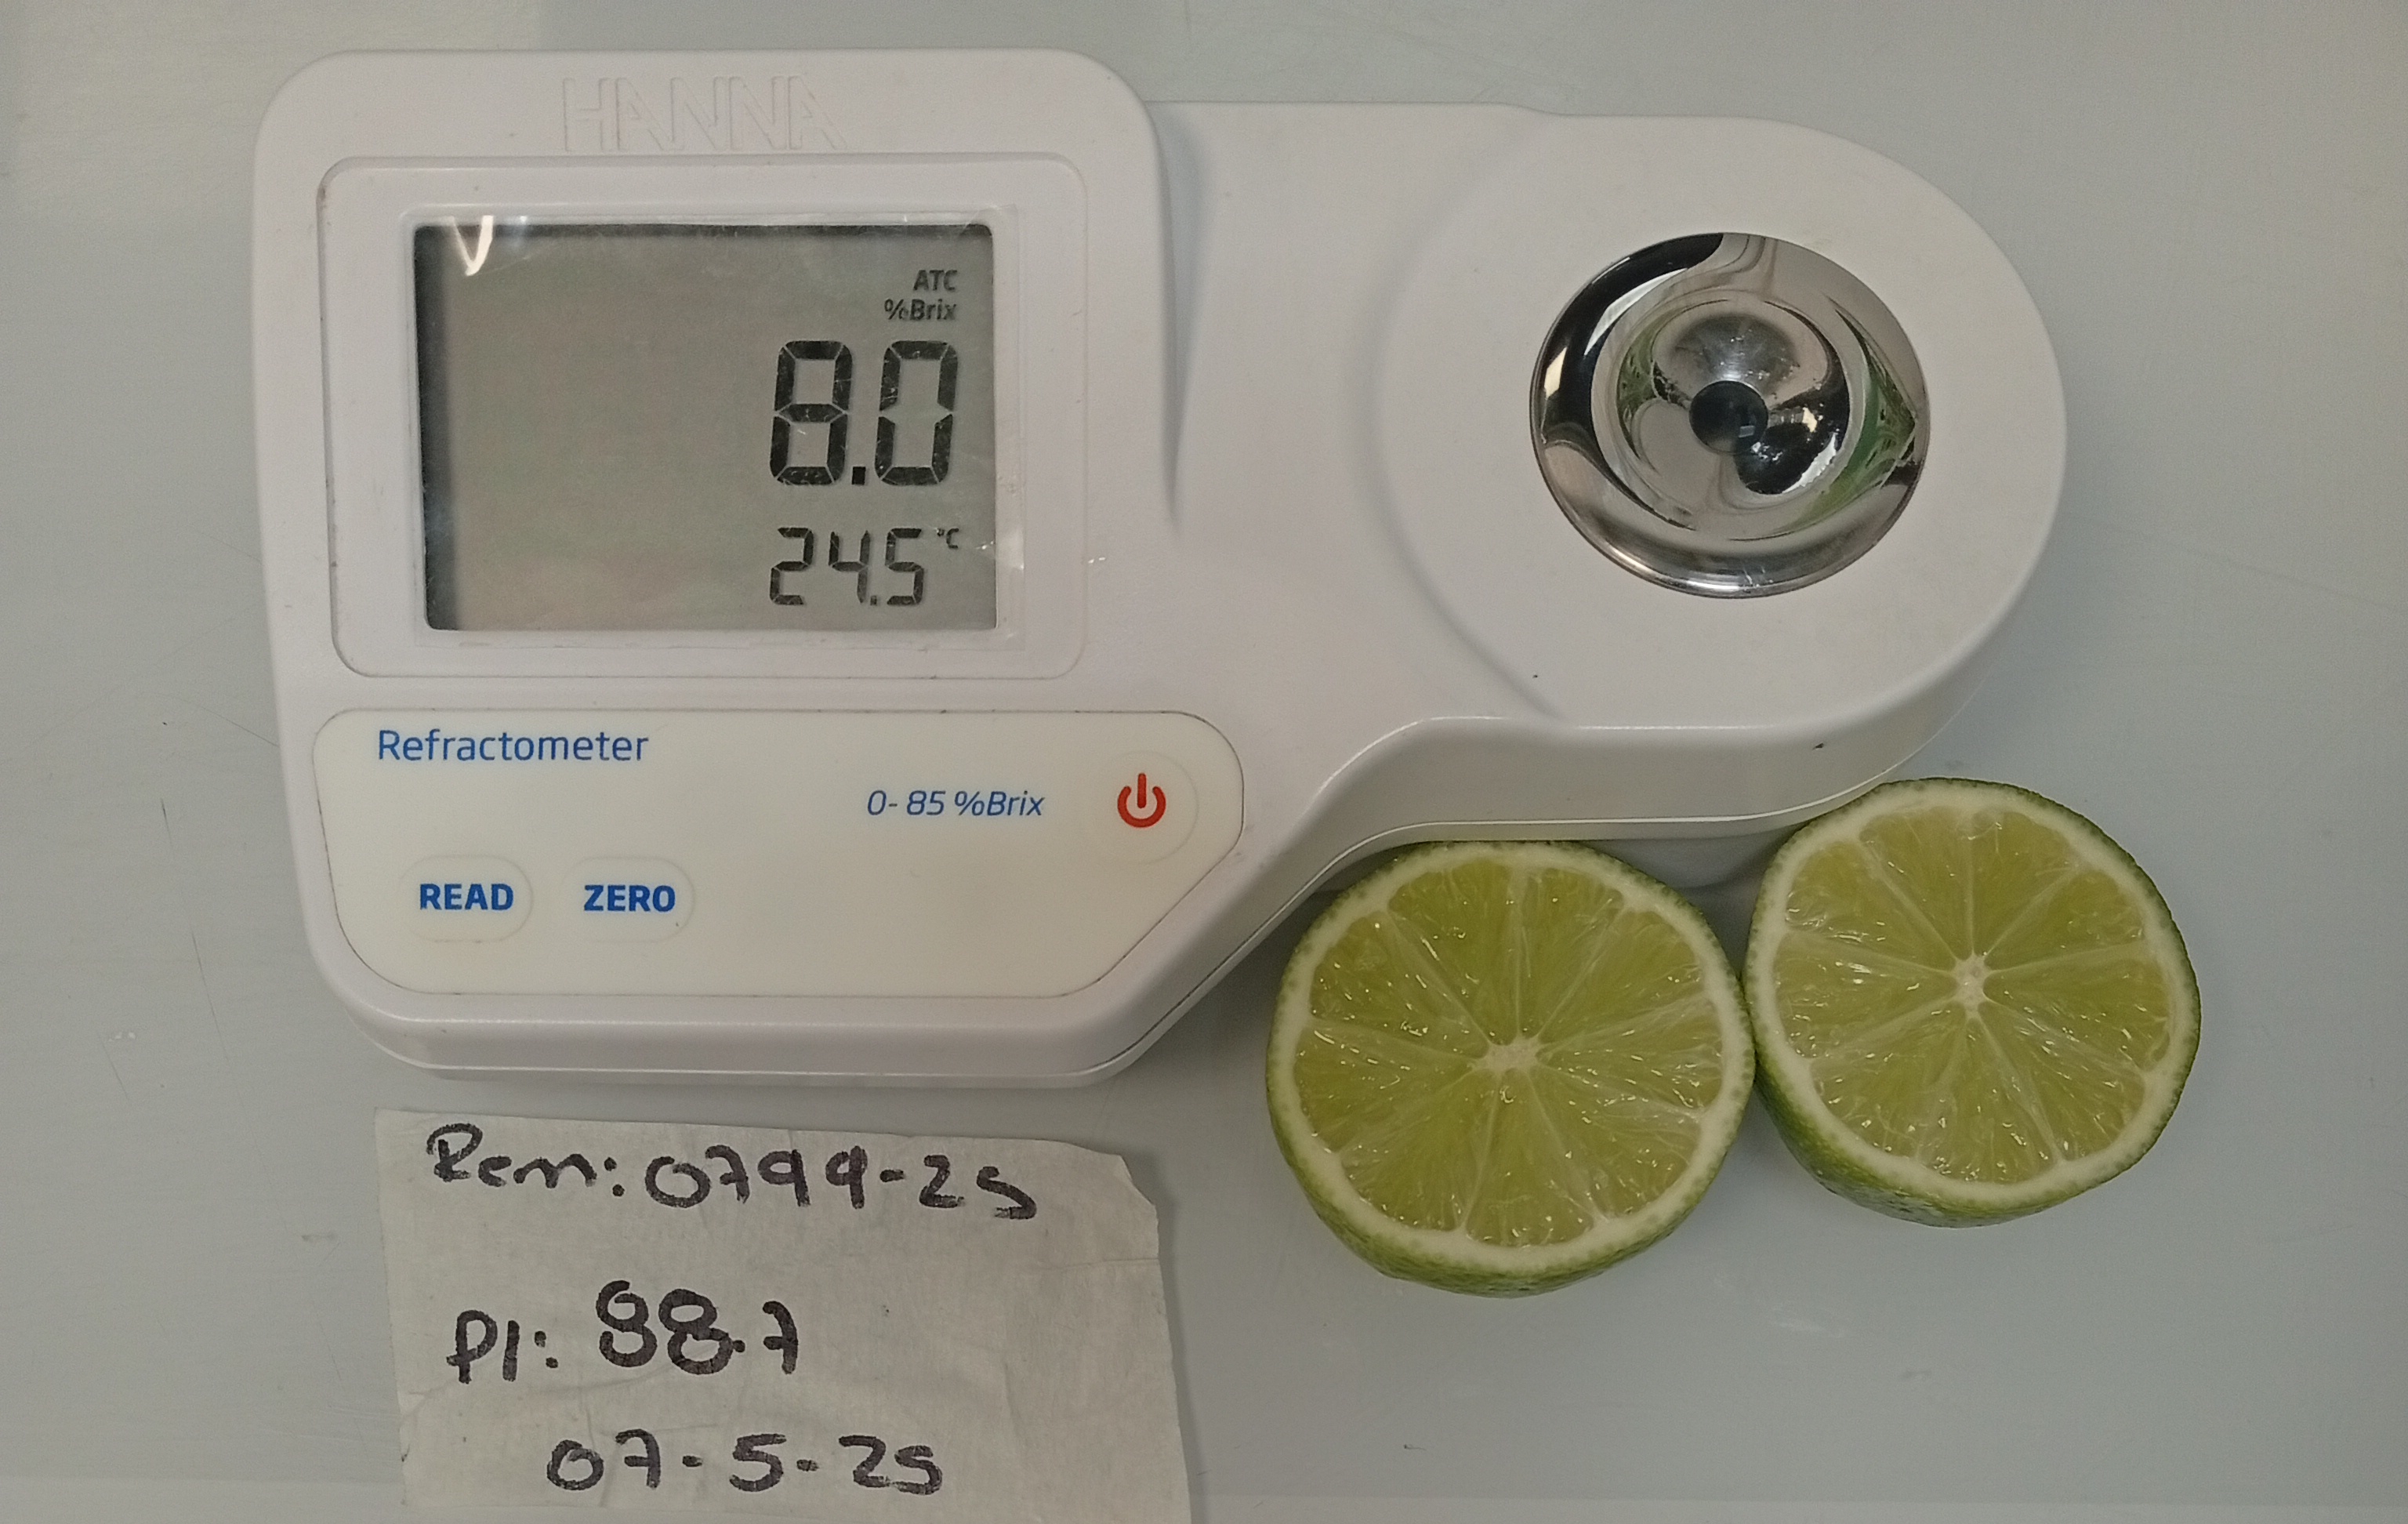 HANNA
ATC
%Brix
8.0
24.5 °C
Refractometer
0-85 %Brix
READ ZERO
Rem: 0799-25
Pl: 88.7
07-5-25